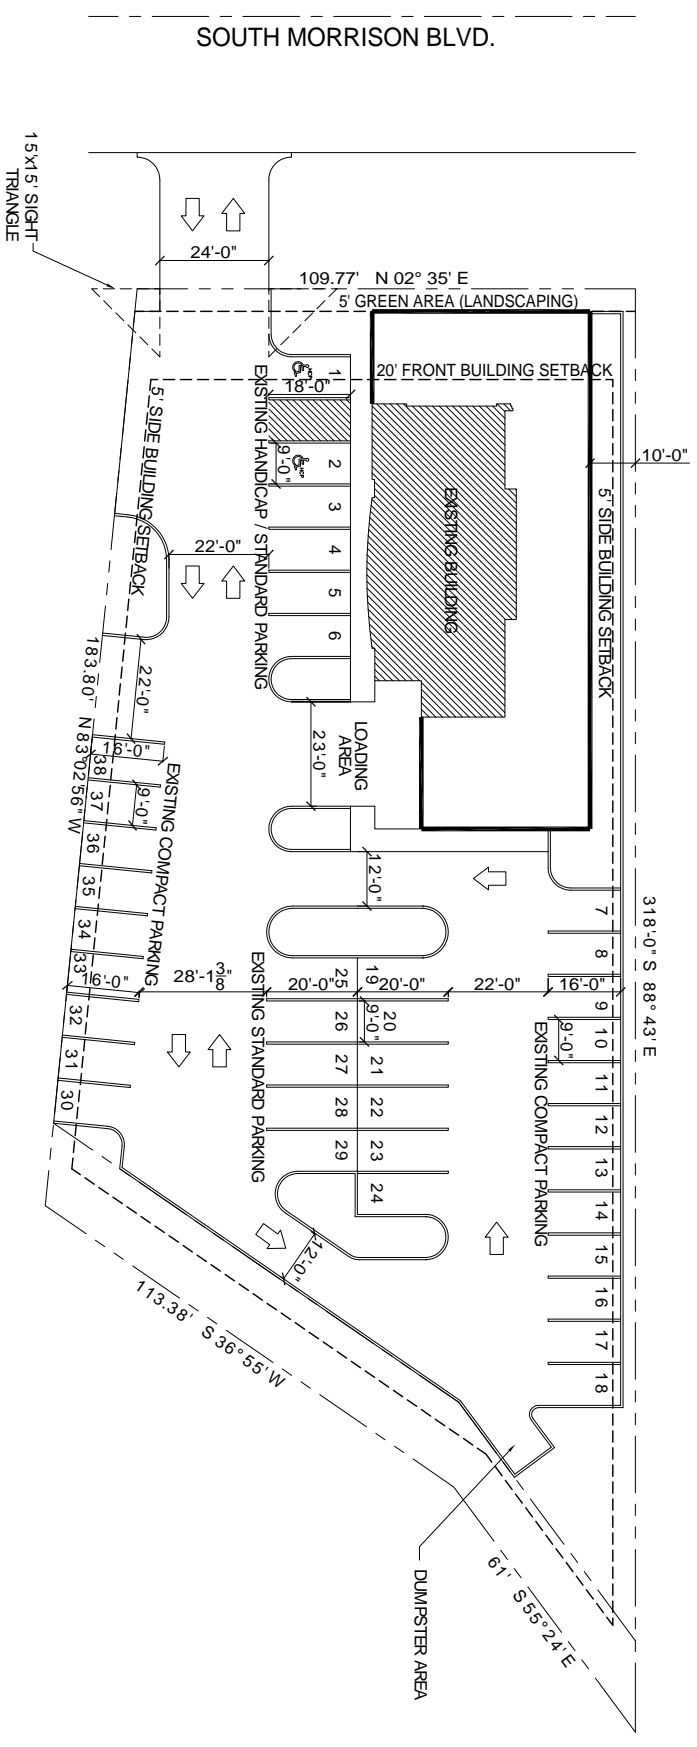 SOUTH MORRISON BLVD.
15'x15' SIGHT
TRIANGLE
24'-0"
109.77' N 02° 35' E
5' GREEN AREA (LANDSCAPING)
20' FRONT BUILDING SETBACK
10'-0"
5' SIDE BUILDING SETBACK
5' SIDE BUILDING SETBACK
EXISTING HANDICAP / STANDARD PARKING
18'-0"
9'-0"
HCP
HCP
1
2
3
4
5
6
22'-0"
EXISTING BUILDING
LOADING
AREA
23'-0"
22'-0"
183.80' N 83°02'56" W
16'-0"
9'-0"
EXISTING COMPACT PARKING
38
37
36
35
34
33
32
31
30
12'-0"
16'-0"
28'-1 3/8"
20'-0"
20'-0"
22'-0"
16'-0"
318'-0" S 88° 43' E
EXISTING STANDARD PARKING
25
26
27
28
29
19
20
21
22
23
24
9'-0"
EXISTING COMPACT PARKING
9'-0"
7
8
9
10
11
12
13
14
15
16
17
18
12'-0"
113.38' S 36°55' W
61' S 55°24' E
DUMPSTER AREA